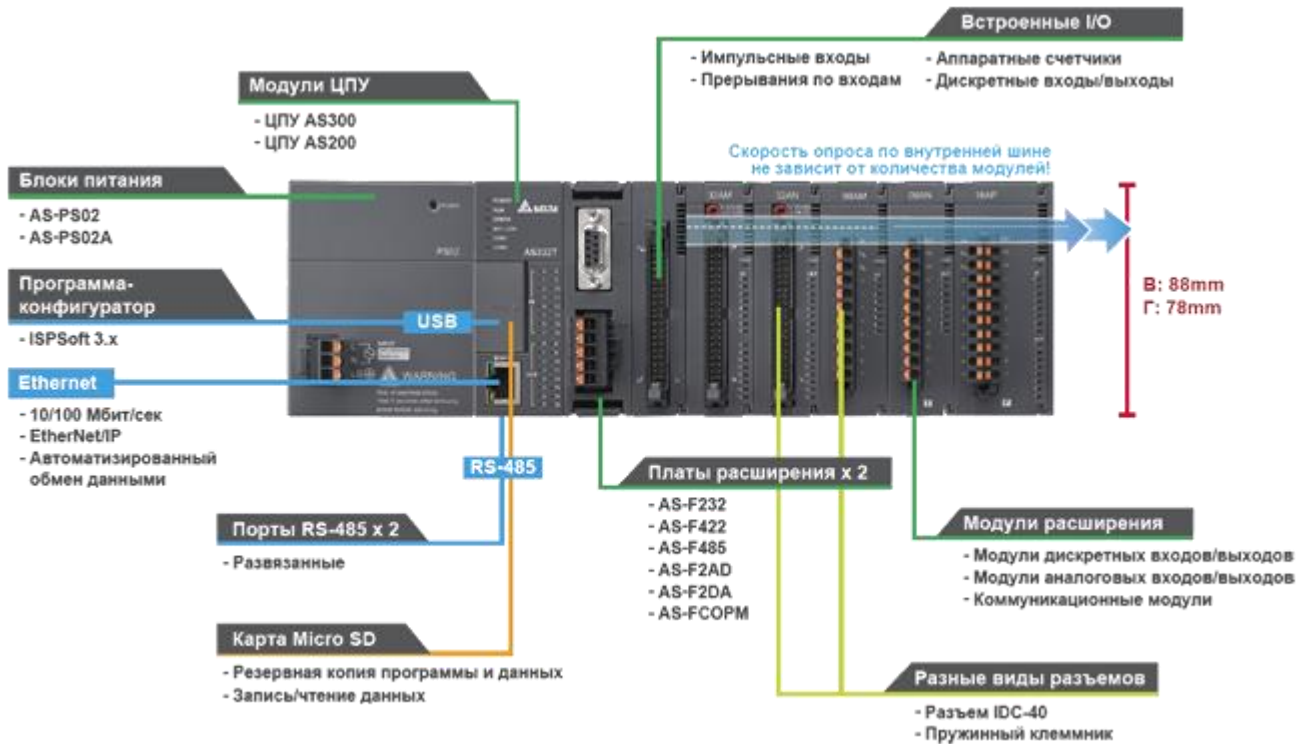 Встроенные I/O
- Импульсные входы
- Прерывания по входам
- Аппаратные счетчики
- Дискретные входы/выходы
Модули ЦПУ
- ЦПУ AS300
- ЦПУ AS200
Скорость опроса по внутренней шине
не зависит от количества модулей!
Блоки питания
- AS-PS02
- AS-PS02A
Программа-
конфигуратор
- ISPSoft 3.x
USB
Ethernet
- 10/100 Мбит/сек
- EtherNet/IP
- Автоматизированный
обмен данными
PS02
AS332T
WARNING
В: 88mm
Г: 78mm
RS-485
Порты RS-485 x 2
- Развязанные
Карта Micro SD
- Резервная копия программы и данных
- Запись/чтение данных
Платы расширения x 2
- AS-F232
- AS-F422
- AS-F485
- AS-F2AD
- AS-F2DA
- AS-FCOPM
Модули расширения
- Модули дискретных входов/выходов
- Модули аналоговых входов/выходов
- Коммуникационные модули
Разные виды разъемов
- Разъем IDC-40
- Пружинный клеммник